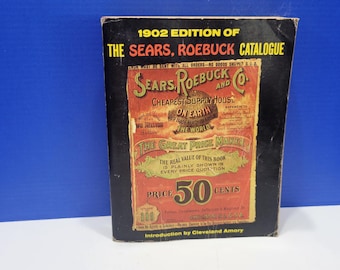 1902 EDITION OF
THE SEARS, ROEBUCK CATALOGUE
SEARS, ROEBUCK AND CO.
CHEAPEST SUPPLY HOUSE
ON EARTH
THE WORLD
THE GREAT PRICE MAKER
THE REAL VALUE OF THIS BOOK
IS PLAINLY SHOWN IN
EVERY PRICE QUOTATION
PRICE 50 CENTS
Introduction by Cleveland Amory